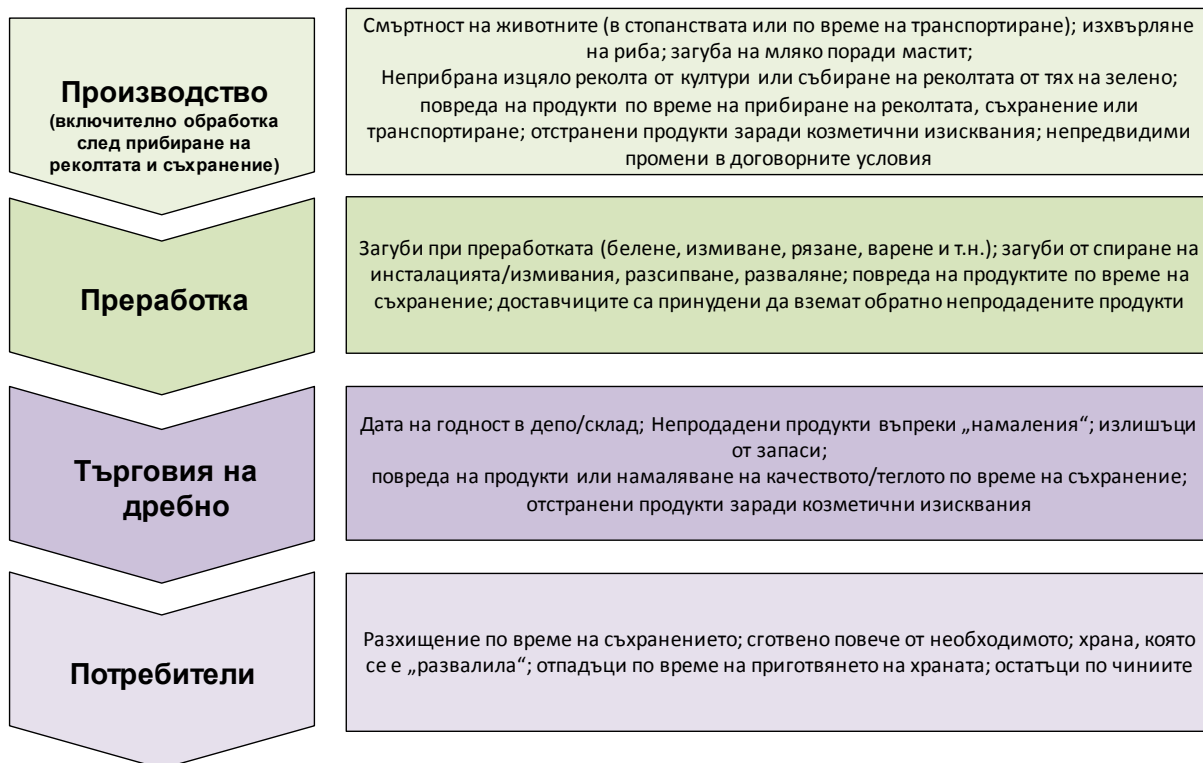 Производство
(включително обработка
след прибиране на
реколтата и съхранение)
Смъртност на животните (в стопанствата или по време на транспортиране); изхвърляне
на риба; загуба на мляко поради мастит;
Неприбрана изцяло реколта от култури или събиране на реколтата от тях на зелено;
повреда на продукти по време на прибиране на реколтата, съхранение или
транспортиране; отстранени продукти заради козметични изисквания; непредвидими
промени в договорните условия
Преработка
Загуби при преработката (белене, измиване, рязане, варене и т.н.); загуби от спиране на
инсталацията/измивания, разсипване, разваляне; повреда на продуктите по време на
съхранение; доставчиците са принудени да вземат обратно непродадените продукти
Търговия на
дребно
Дата на годност в депо/склад; Непродадени продукти въпреки „намаления“; излишъци
от запаси;
повреда на продукти или намаляване на качеството/теглото по време на съхранение;
отстранени продукти заради козметични изисквания
Потребители
Разхищение по време на съхранението; сготвено повече от необходимото; храна, която
се е „развалила“; отпадъци по време на приготвянето на храната; остатъци по чиниите